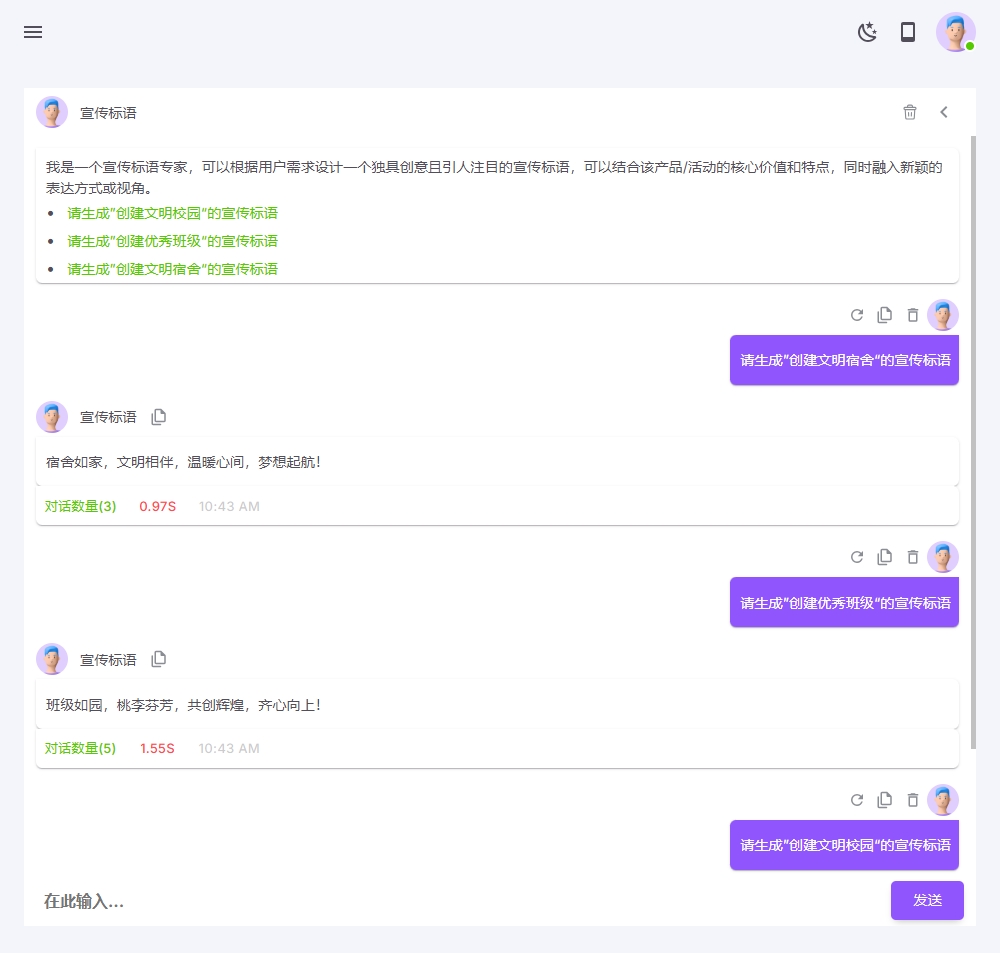 宣传标语
我是一个宣传标语专家，可以根据用户需求设计一个独具创意且引人注目的宣传标语，可以结合该产品/活动的核心价值和特点，同时融入新颖的
表达方式或视角。
请生成”创建文明校园“的宣传标语
请生成”创建优秀班级“的宣传标语
请生成”创建文明宿舍“的宣传标语
请生成”创建文明宿舍“的宣传标语
宣传标语
宿舍如家，文明相伴，温暖心间，梦想起航！
对话数量(3) 0.97S 10:43 AM
请生成”创建优秀班级“的宣传标语
宣传标语
班级如园，桃李芬芳，共创辉煌，齐心向上！
对话数量(5) 1.55S 10:43 AM
请生成”创建文明校园“的宣传标语
在此输入...
发送